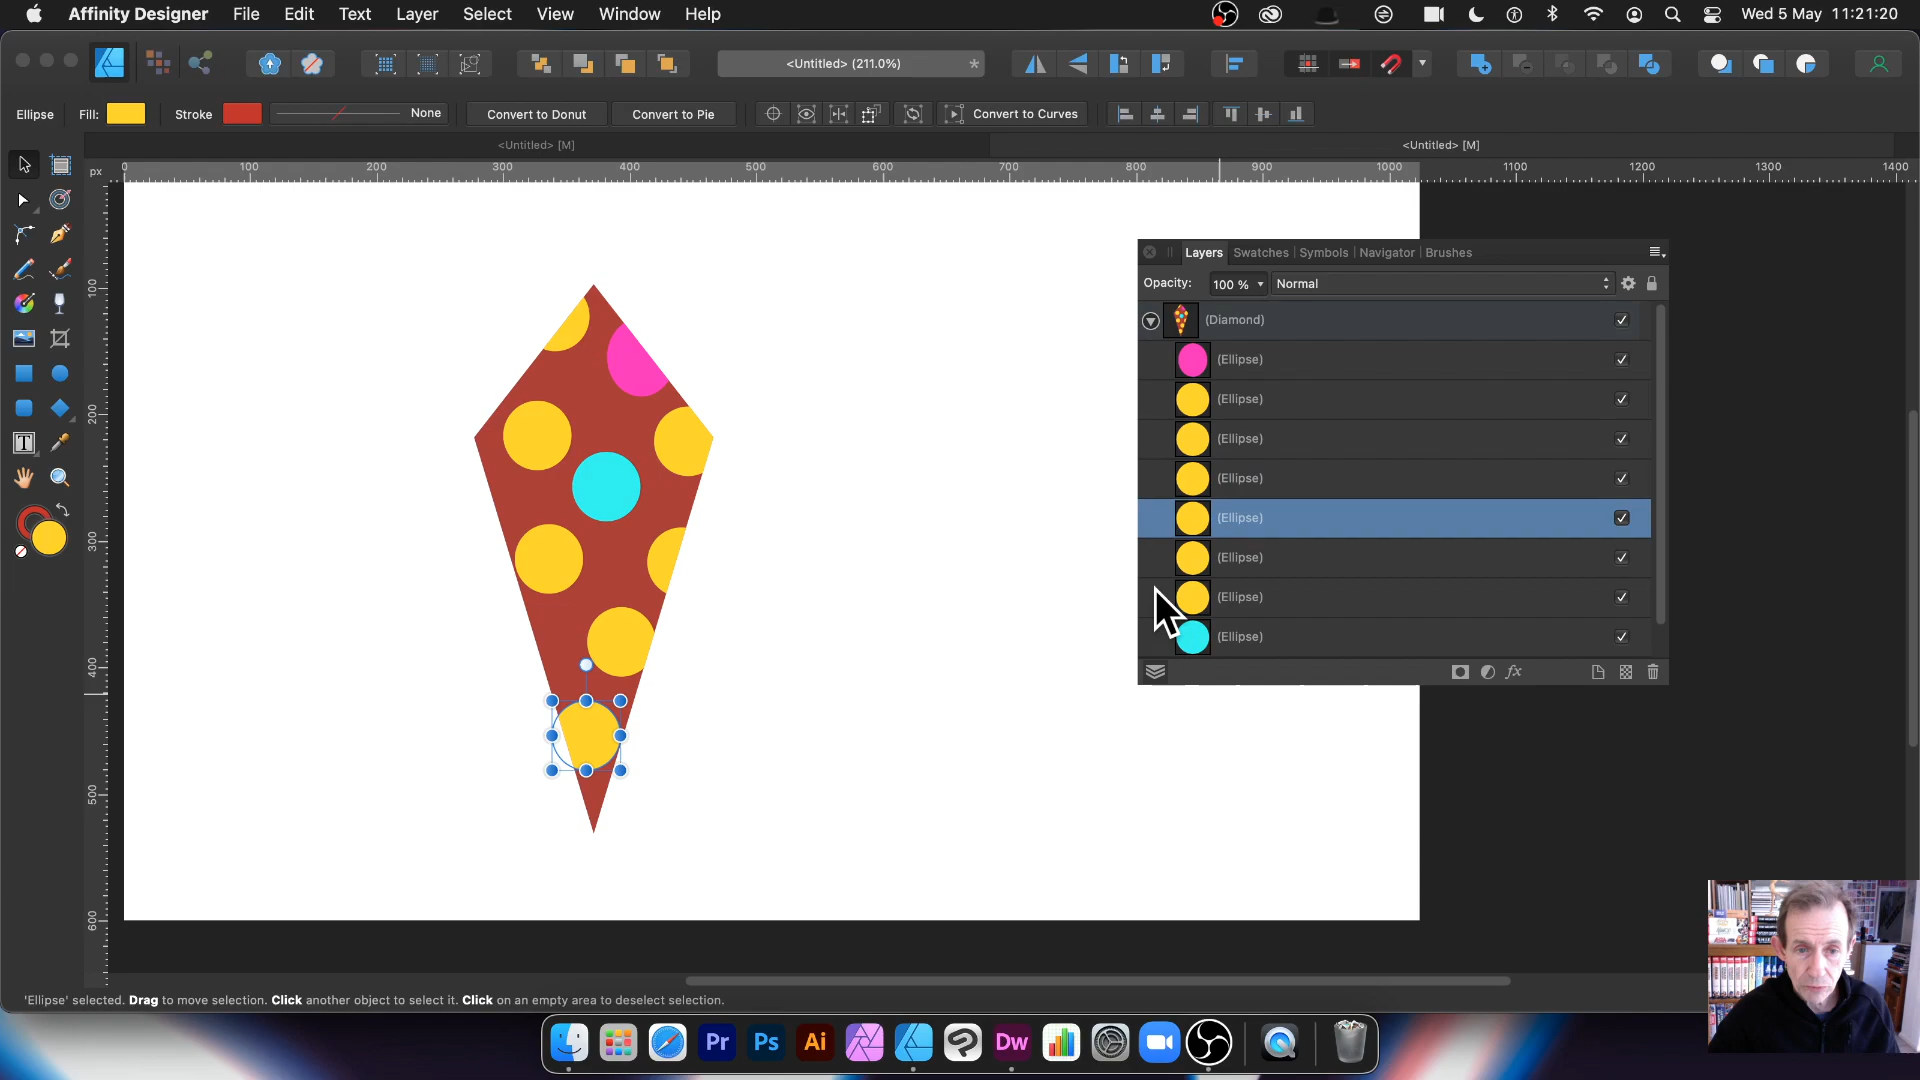 Affinity Designer File Edit Text Layer Select View Window Help Wed 5 May 11:21:20
<Untitled> (211.0%) *
Ellipse Fill: Stroke None Convert to Donut Convert to Pie Convert to Curves
<Untitled> [M] <Untitled> [M]
px 0 100 200 300 400 500 600 700 800 900 1000 1100 1200 1300 1400
100
200
300
400
500
600
Layers Swatches Symbols Navigator Brushes
Opacity: 100 % Normal
(Diamond)
(Ellipse)
(Ellipse)
(Ellipse)
(Ellipse)
(Ellipse)
(Ellipse)
(Ellipse)
(Ellipse)
fx
T
'Ellipse' selected. Drag to move selection. Click another object to select it. Click on an empty area to deselect selection.
Pr Ps Ai Dw